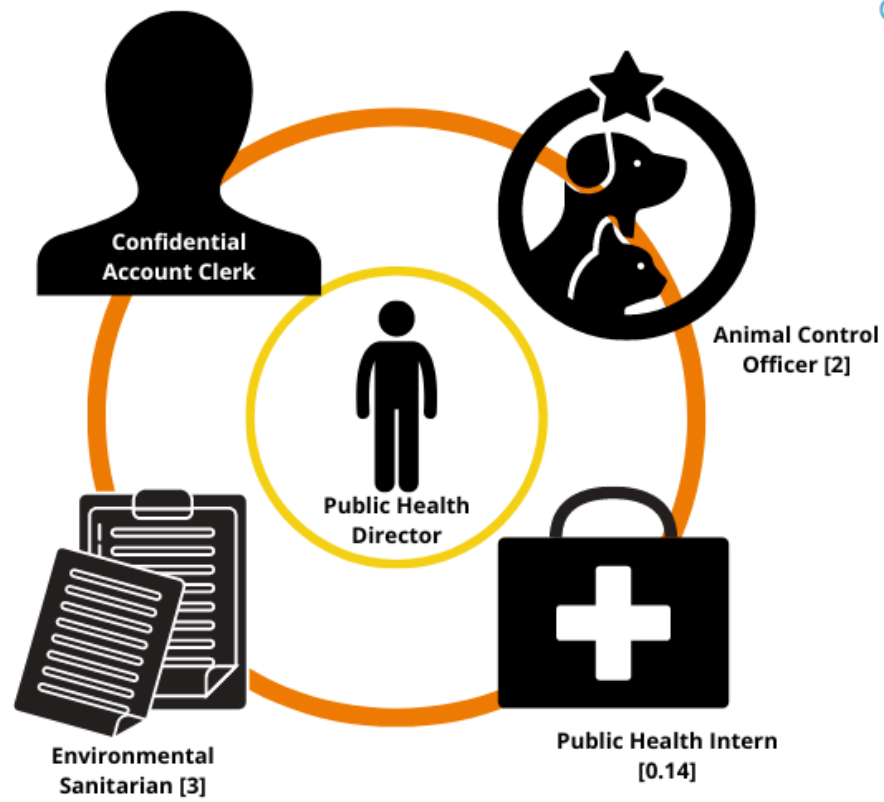 Confidential
Account Clerk
Animal Control
Officer [2]
Public Health
Director
Environmental
Sanitarian [3]
Public Health Intern
[0.14]